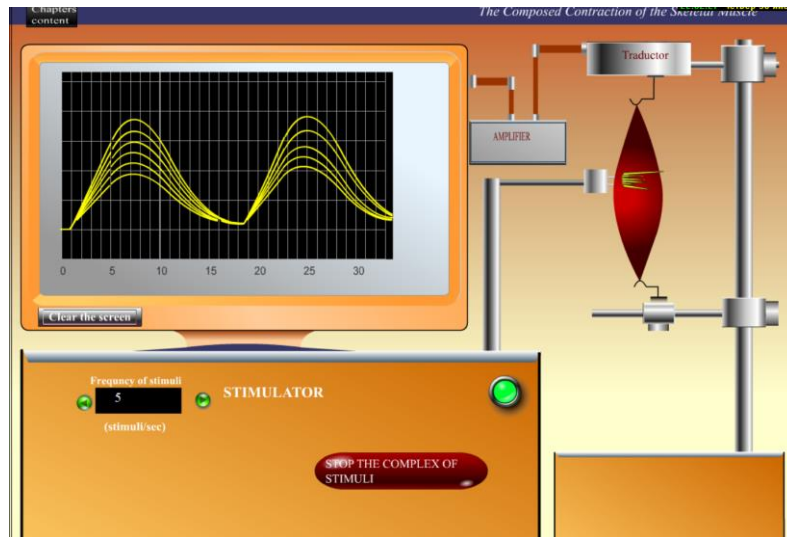 Chapters
content
The Composed Contraction of the Skeletal Muscle
Traductor
AMPLIFIER
0 5 10 15 20 25 30
Clear the screen
Frequncy of stimuli
5
STIMULATOR
(stimuli/sec)
STOP THE COMPLEX OF
STIMULI